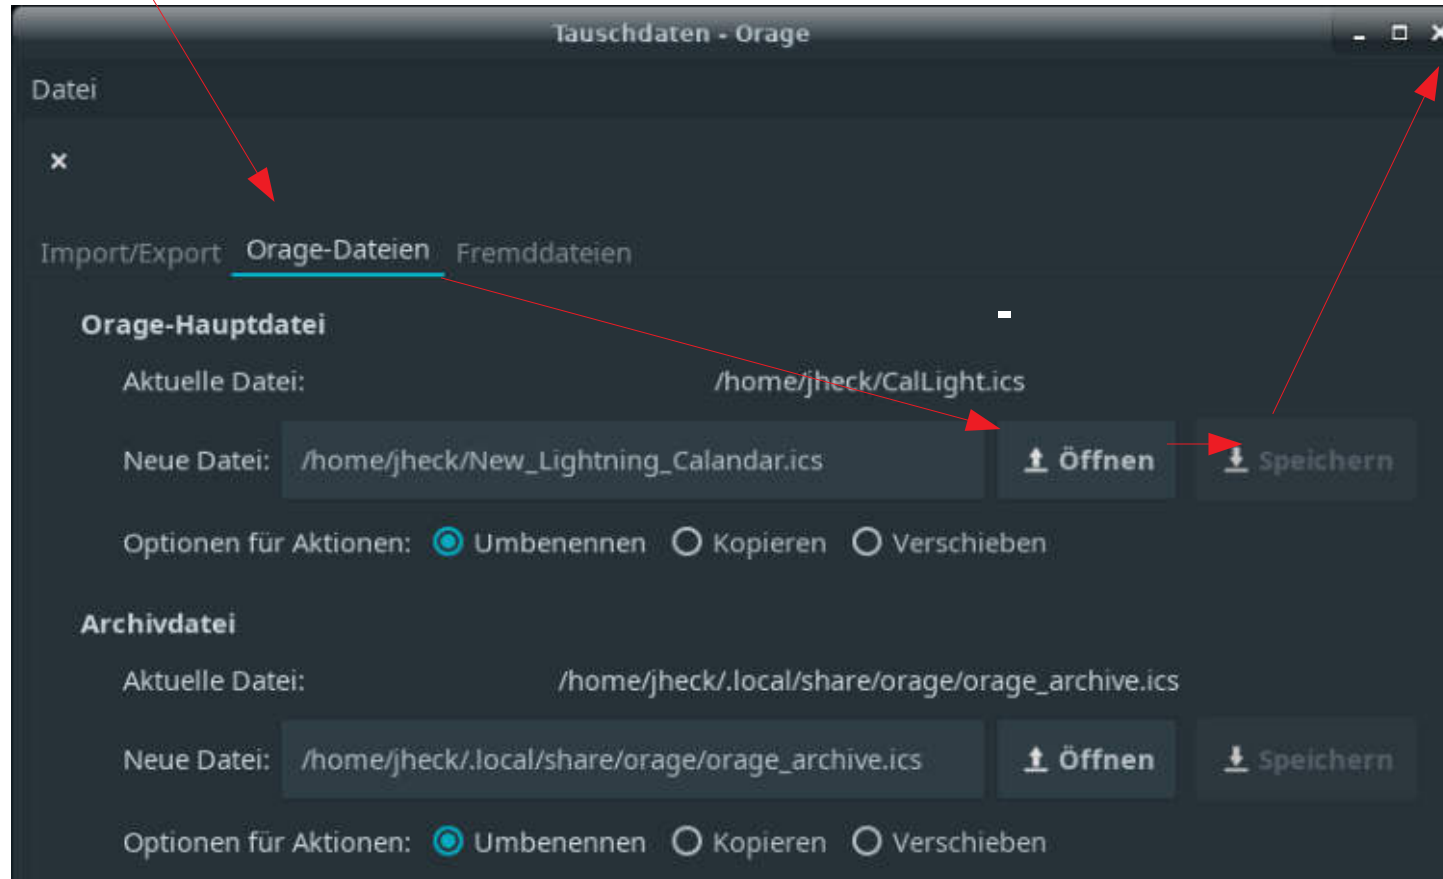 Tauschdaten - Orage
Datei
Import/Export Orage-Dateien Fremddateien
Orage-Hauptdatei
Aktuelle Datei: /home/jheck/CalLight.ics
Neue Datei: /home/jheck/New_Lightning_Calandar.ics Öffnen Speichern
Optionen für Aktionen: Umbenennen Kopieren Verschieben
Archivdatei
Aktuelle Datei: /home/jheck/.local/share/orage/orage_archive.ics
Neue Datei: /home/jheck/.local/share/orage/orage_archive.ics Öffnen Speichern
Optionen für Aktionen: Umbenennen Kopieren Verschieben